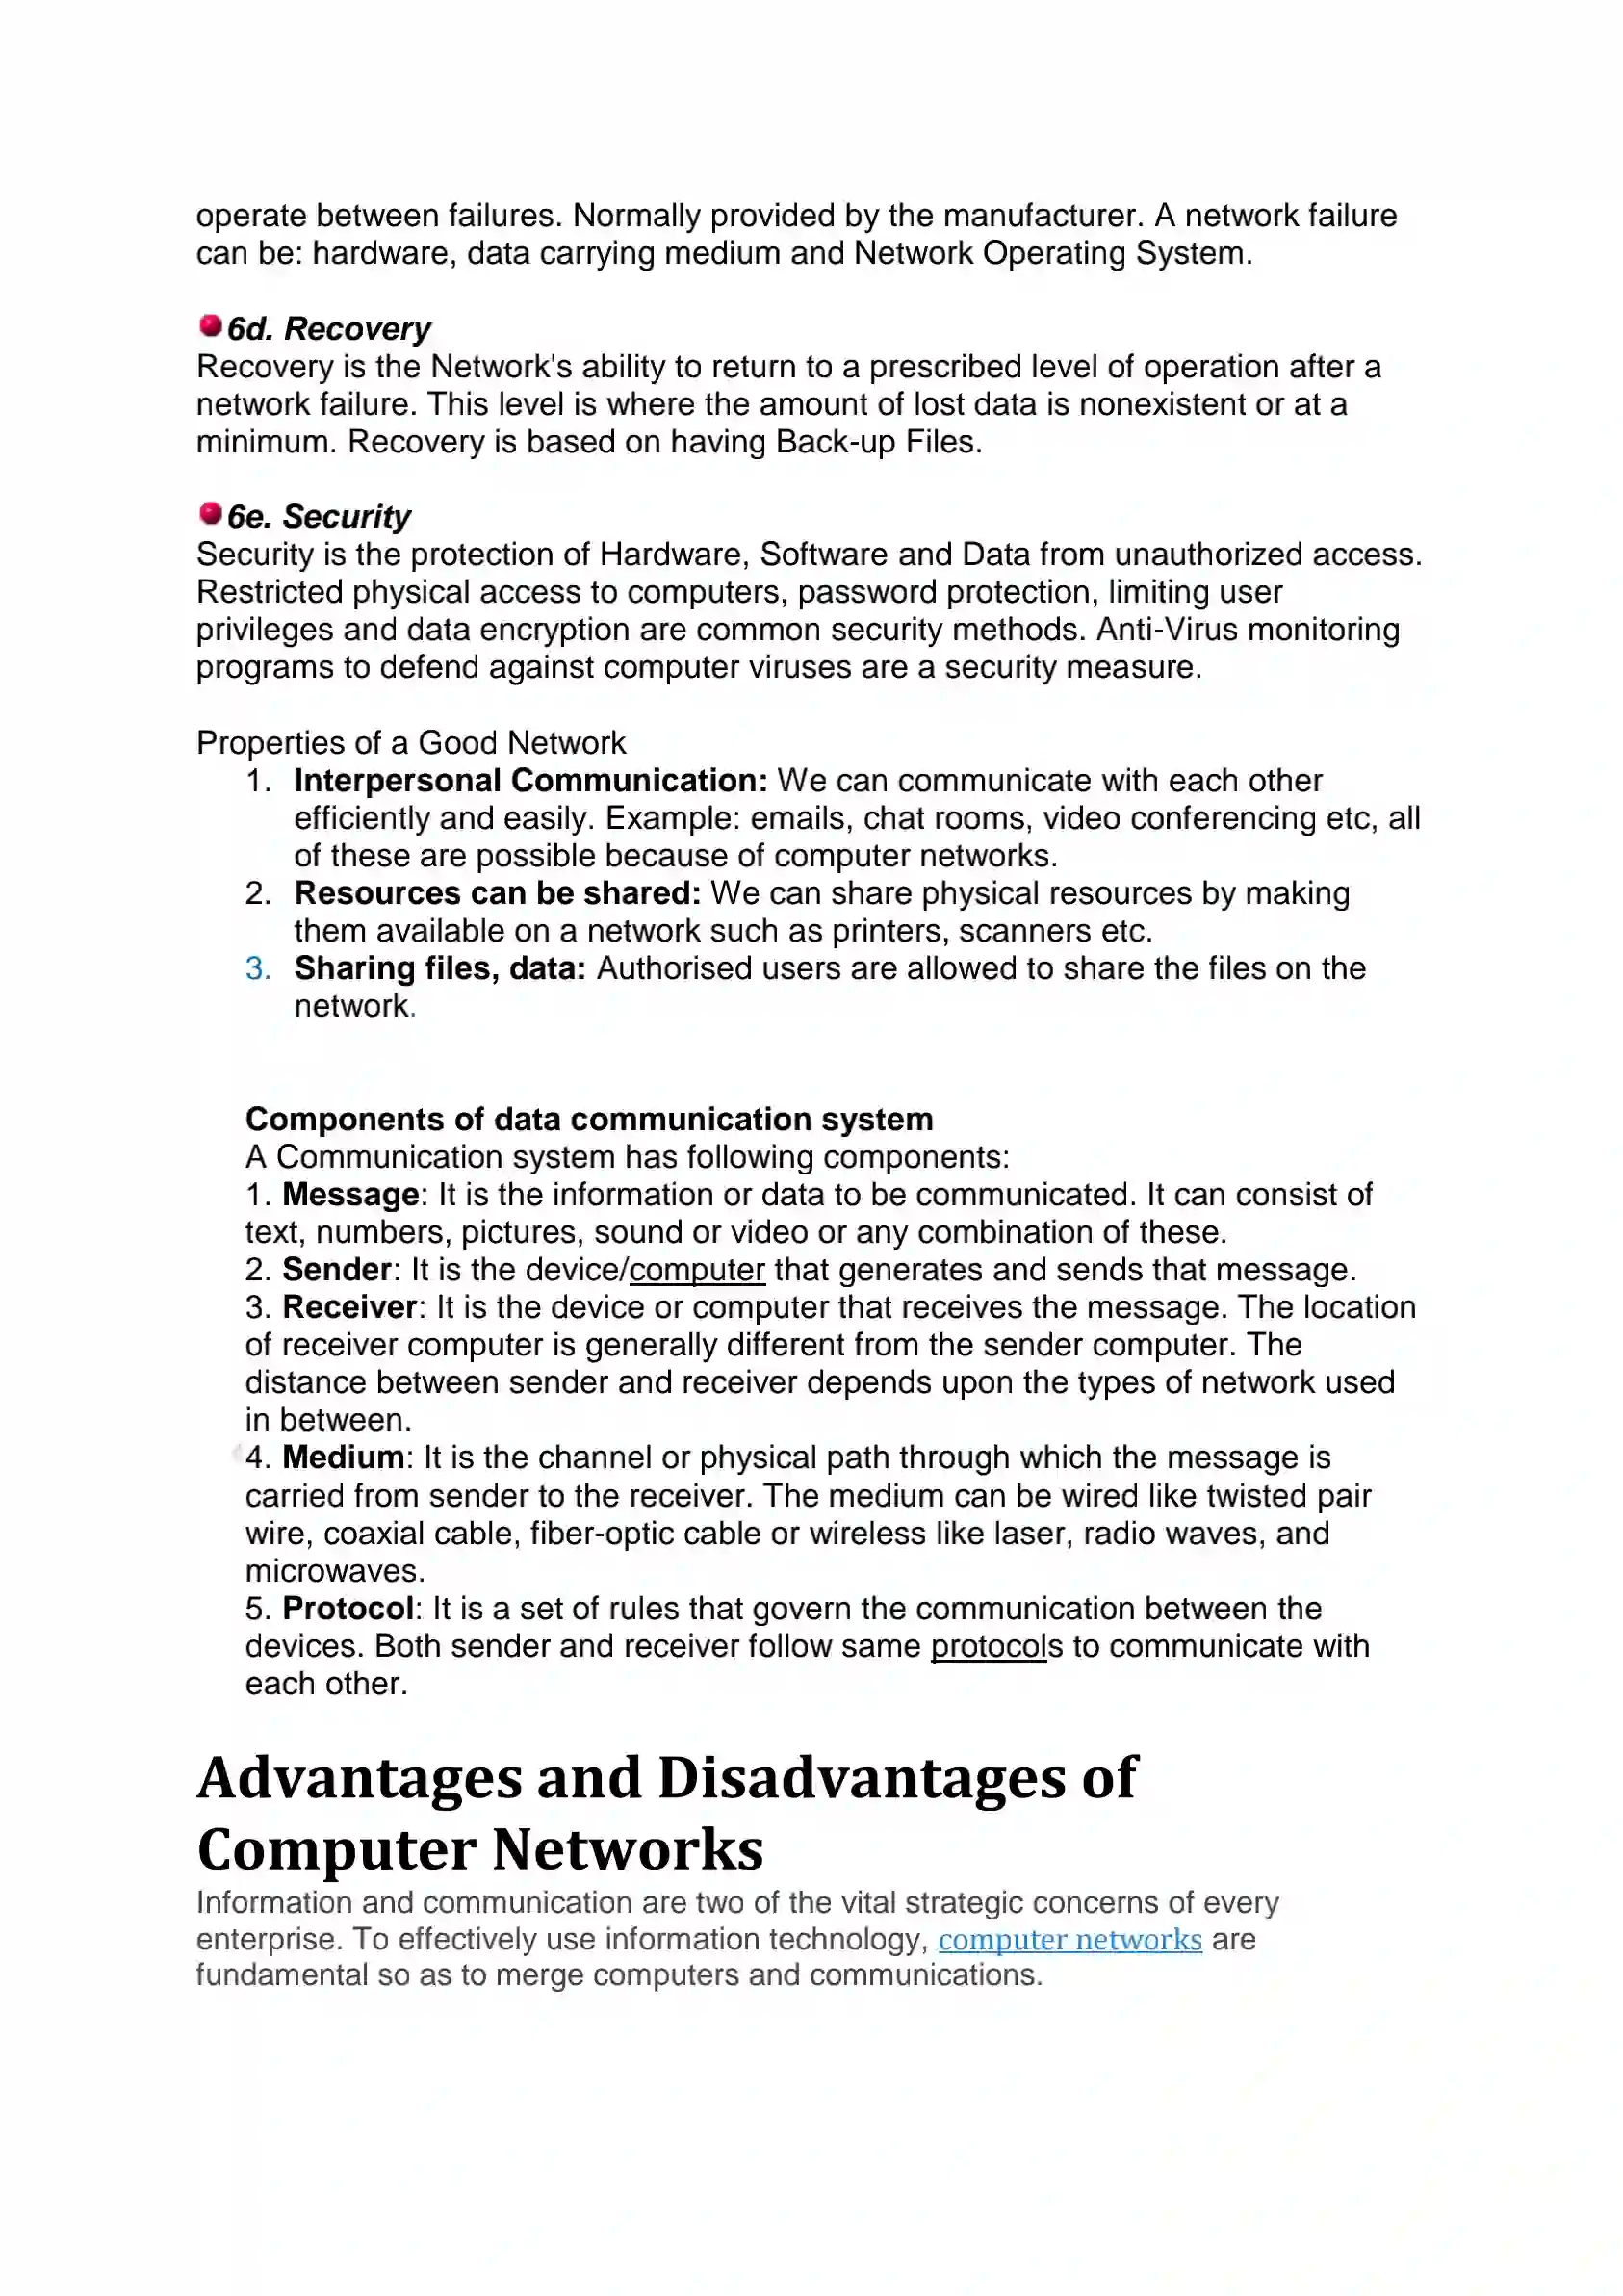 operate between failures. Normally provided by the manufacturer. A network failure
can be: hardware, data carrying medium and Network Operating System.
6d. Recovery
Recovery is the Network's ability to return to a prescribed level of operation after a
network failure. This level is where the amount of lost data is nonexistent or at a
minimum. Recovery is based on having Back-up Files.
6e. Security
Security is the protection of Hardware, Software and Data from unauthorized access.
Restricted physical access to computers, password protection, limiting user
privileges and data encryption are common security methods. Anti-Virus monitoring
programs to defend against computer viruses are a security measure.
Properties of a Good Network
1. Interpersonal Communication: We can communicate with each other
efficiently and easily. Example: emails, chat rooms, video conferencing etc, all
of these are possible because of computer networks.
2. Resources can be shared: We can share physical resources by making
them available on a network such as printers, scanners etc.
3. Sharing files, data: Authorised users are allowed to share the files on the
network.
Components of data communication system
A Communication system has following components:
1. Message: It is the information or data to be communicated. It can consist of
text, numbers, pictures, sound or video or any combination of these.
2. Sender: It is the device/computer that generates and sends that message.
3. Receiver: It is the device or computer that receives the message. The location
of receiver computer is generally different from the sender computer. The
distance between sender and receiver depends upon the types of network used
in between.
4. Medium: It is the channel or physical path through which the message is
carried from sender to the receiver. The medium can be wired like twisted pair
wire, coaxial cable, fiber-optic cable or wireless like laser, radio waves, and
microwaves.
5. Protocol: It is a set of rules that govern the communication between the
devices. Both sender and receiver follow same protocols to communicate with
each other.
Advantages and Disadvantages of
Computer Networks
Information and communication are two of the vital strategic concerns of every
enterprise. To effectively use information technology, computer networks are
fundamental so as to merge computers and communications.